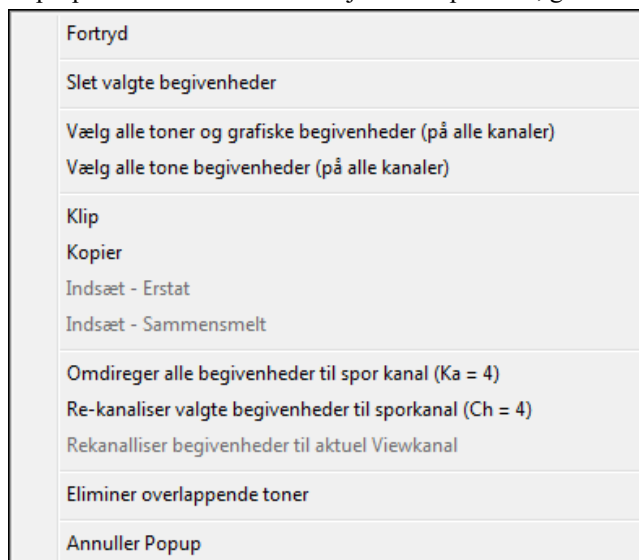 Fortryd
Slet valgte begivenheder
Vælg alle toner og grafiske begivenheder (på alle kanaler)
Vælg alle tone begivenheder (på alle kanaler)
Klip
Kopier
Indsæt - Erstat
Indsæt - Sammensmelt
Omdireger alle begivenheder til spor kanal (Ka = 4)
Re-kanaliser valgte begivenheder til sporkanal (Ch = 4)
Rekanalliser begivenheder til aktuel Viewkanal
Eliminer overlappende toner
Annuller Popup